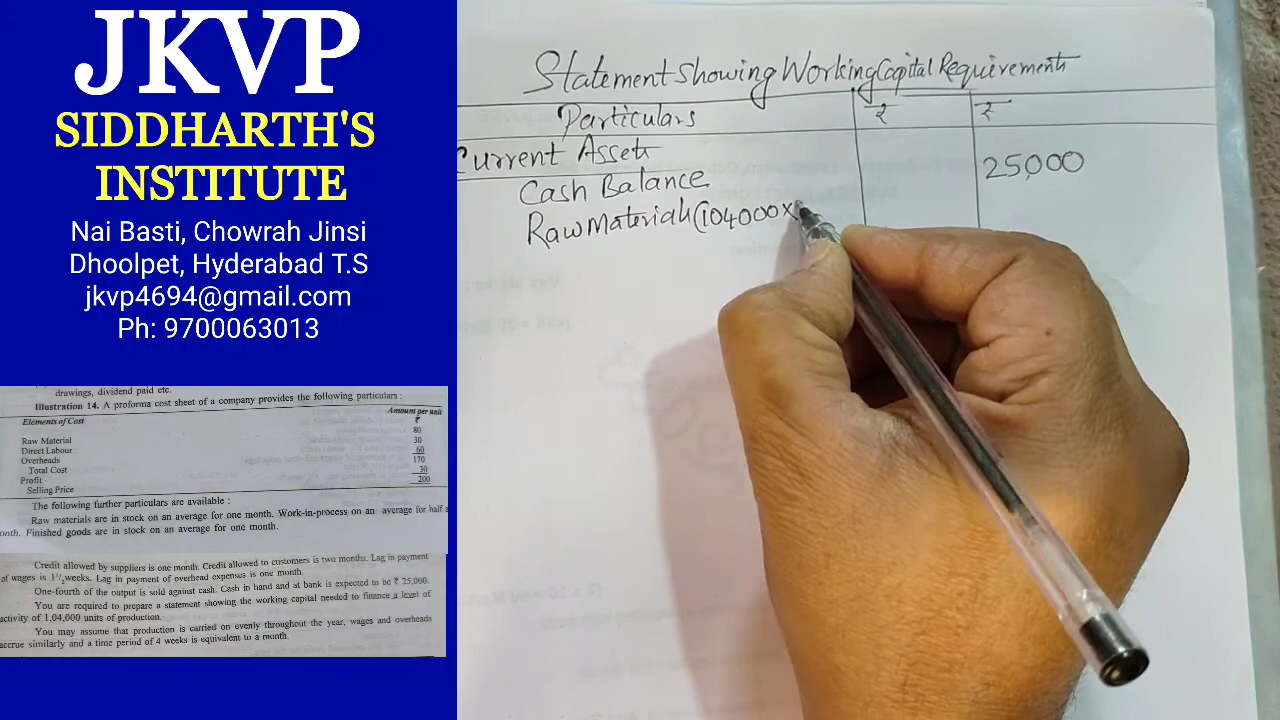 JKVP
SIDDHARTH'S
INSTITUTE
Nai Basti, Chowrah Jinsi
Dhoolpet, Hyderabad T.S
jkvp4694@gmail.com
Ph: 9700063013
drawings, dividend paid etc.
Illustration 14. A proforma cost sheet of a company provides the following particulars :
Elements of Cost Amount per unit
₹
Raw Material 80
Direct Labour 30
Overheads 60
Total Cost 170
Profit 30
Selling Price 200
The following further particulars are available :
Raw materials are in stock on an average for one month. Work-in-process on an average for half a
onth. Finished goods are in stock on an average for one month.
Credit allowed by suppliers is one month. Credit allowed to customers is two months. Lag in payment
of wages is 1 1/2 weeks. Lag in payment of overhead expenses is one month.
One-fourth of the output is sold against cash. Cash in hand and at bank is expected to be ₹ 25,000.
You are required to prepare a statement showing the working capital needed to finance a level of
activity of 1,04,000 units of production.
You may assume that production is carried on evenly throughout the year, wages and overheads
accrue similarly and a time period of 4 weeks is equivalent to a month.
Statement Showing Working Capital Requirements
Particulars ₹ ₹
Current Assets
Cash Balance 25,000
Raw Materials (104000x